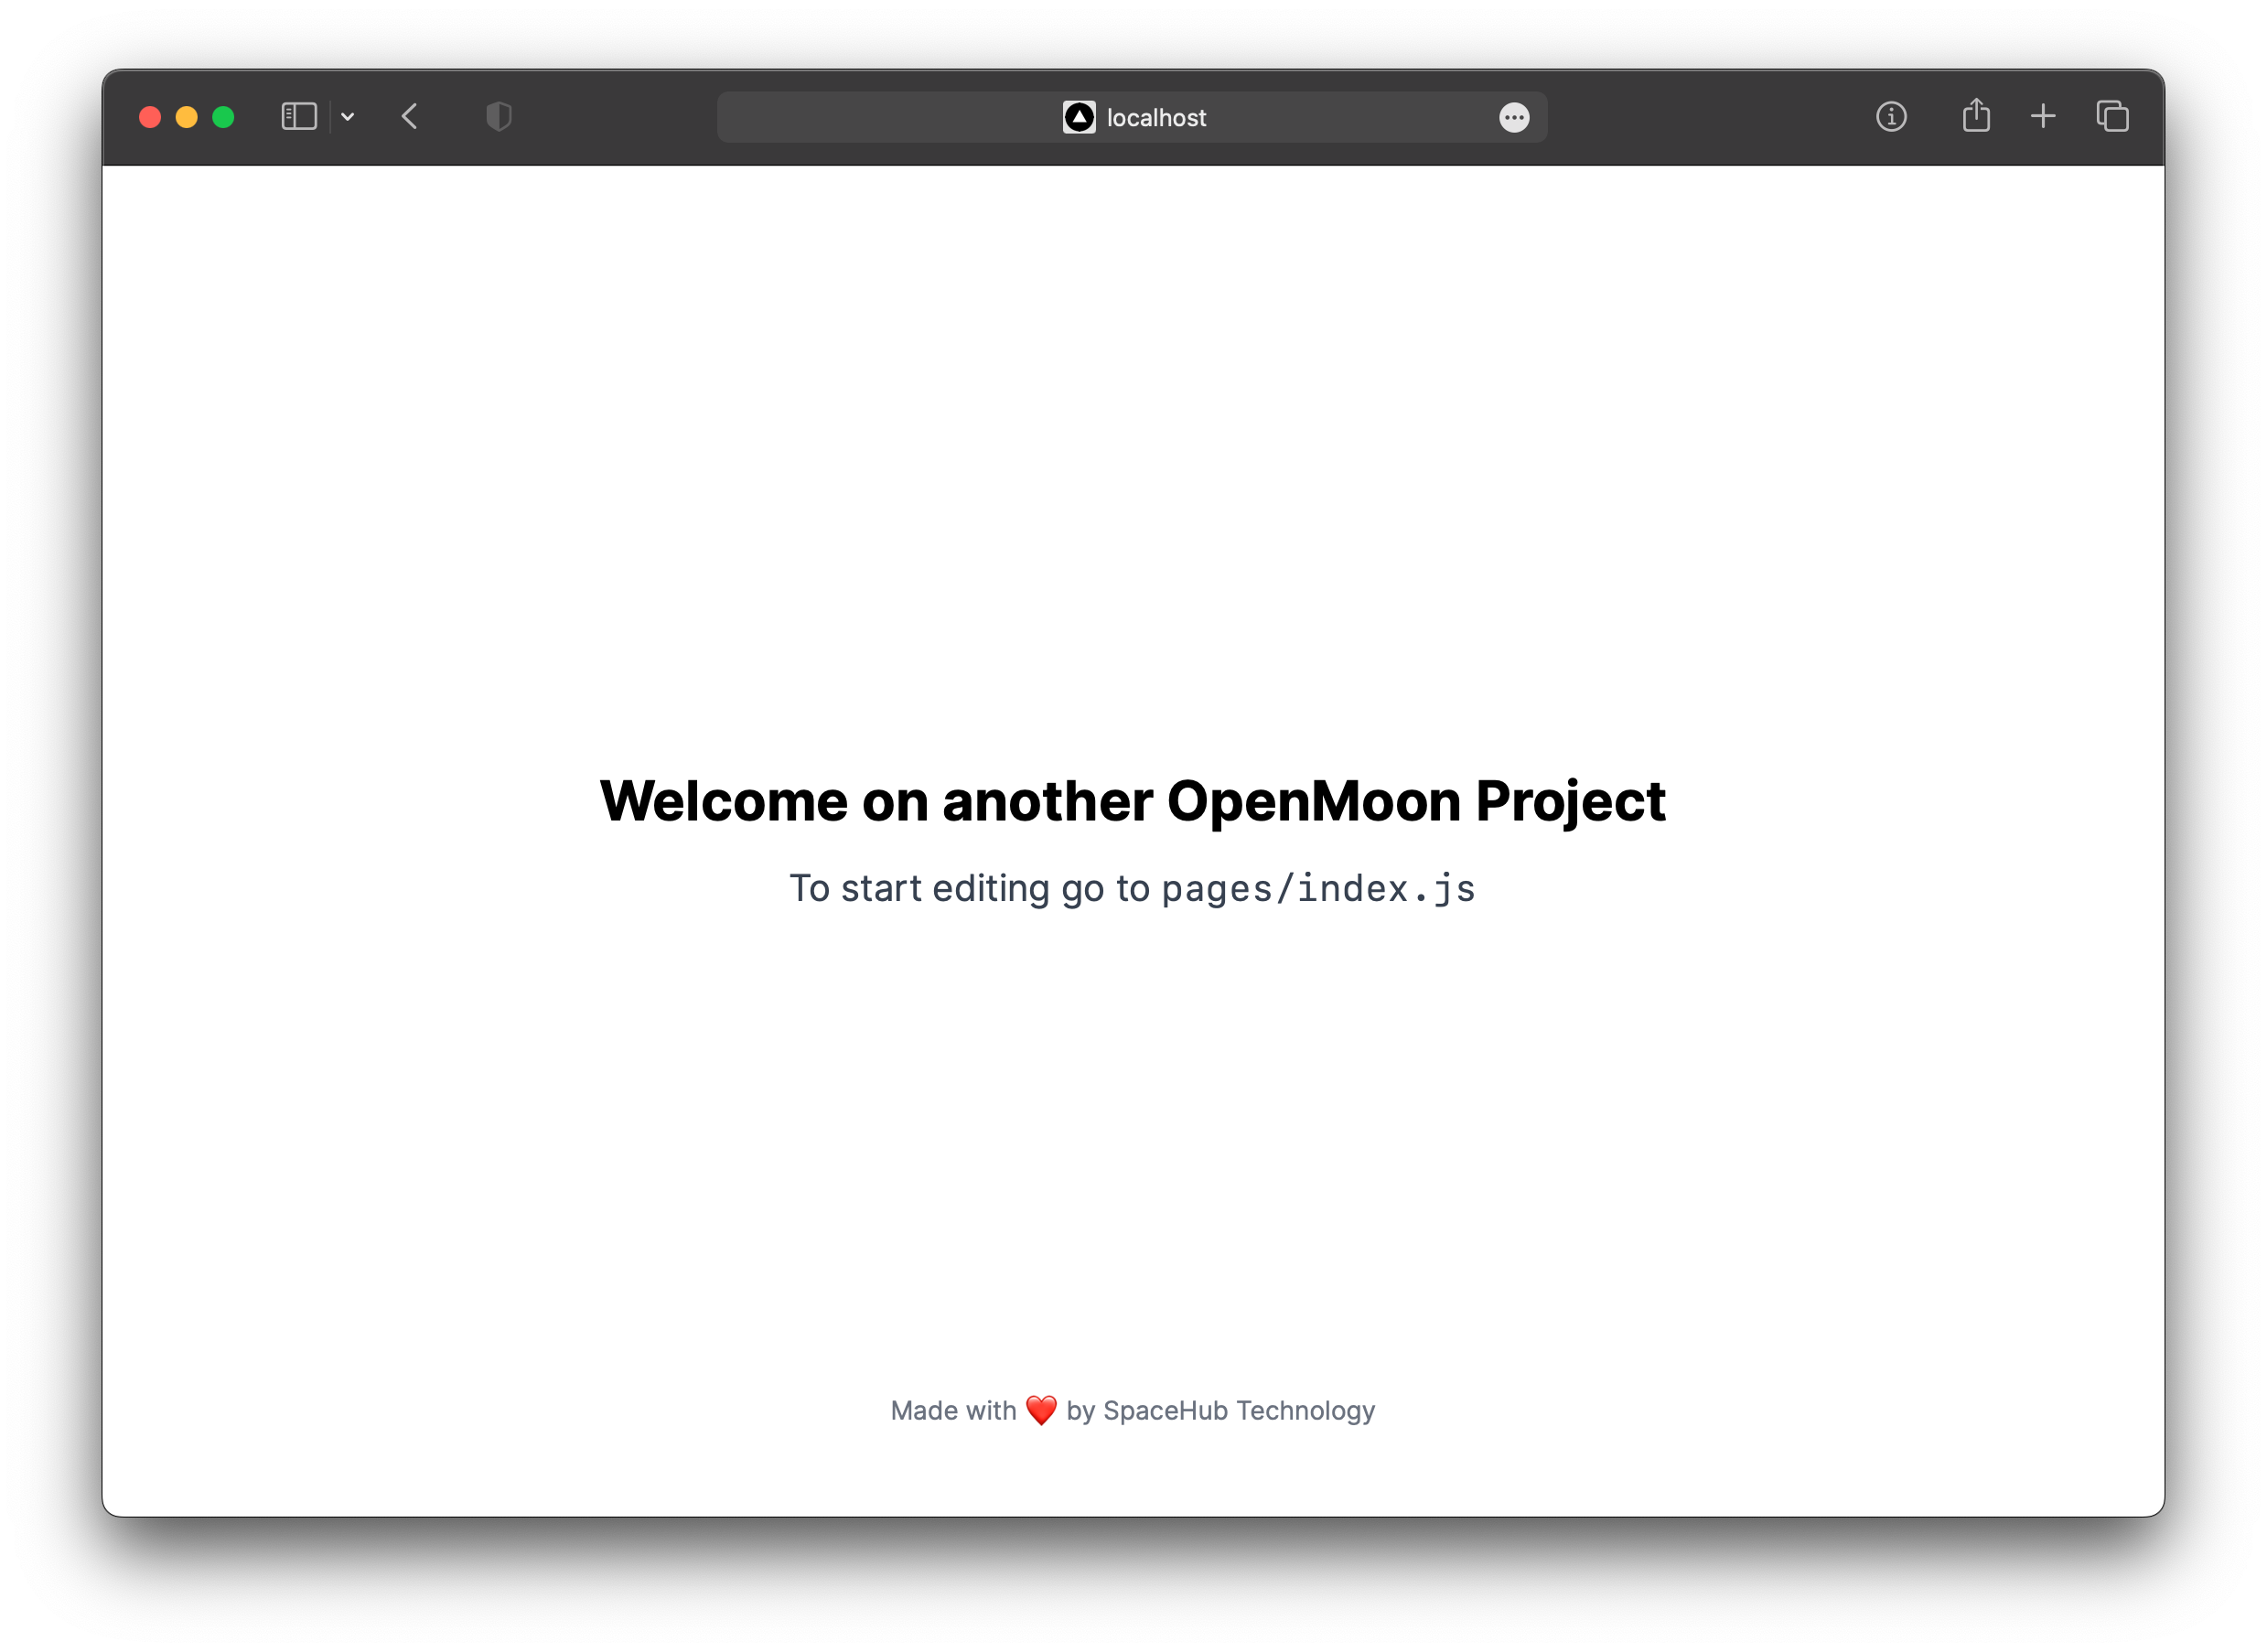 localhost
Welcome on another OpenMoon Project
To start editing go to pages/index.js
Made with ❤️ by SpaceHub Technology